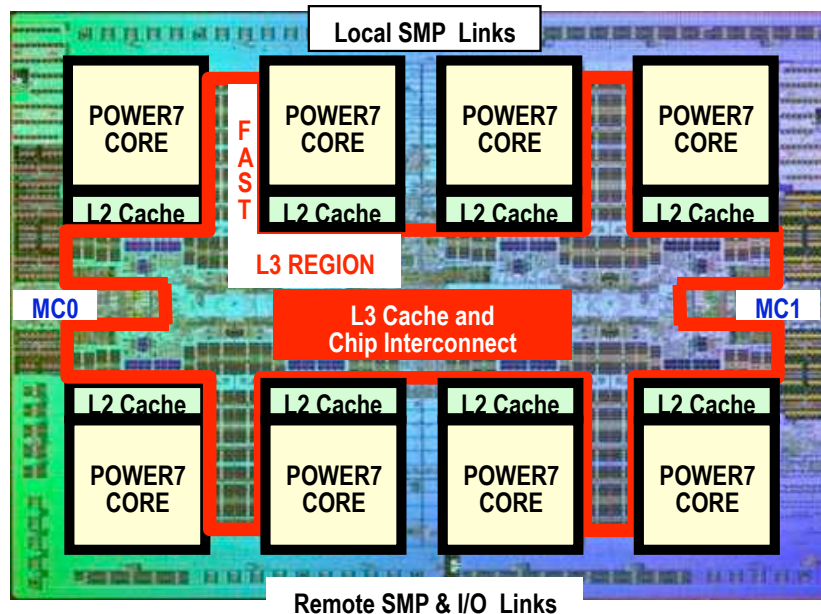 Local SMP Links
POWER7
CORE
POWER7
CORE
POWER7
CORE
POWER7
CORE
FAST
L2 Cache
L2 Cache
L2 Cache
L2 Cache
L3 REGION
MC0
L3 Cache and
Chip Interconnect
MC1
L2 Cache
L2 Cache
L2 Cache
L2 Cache
POWER7
CORE
POWER7
CORE
POWER7
CORE
POWER7
CORE
Remote SMP & I/O Links